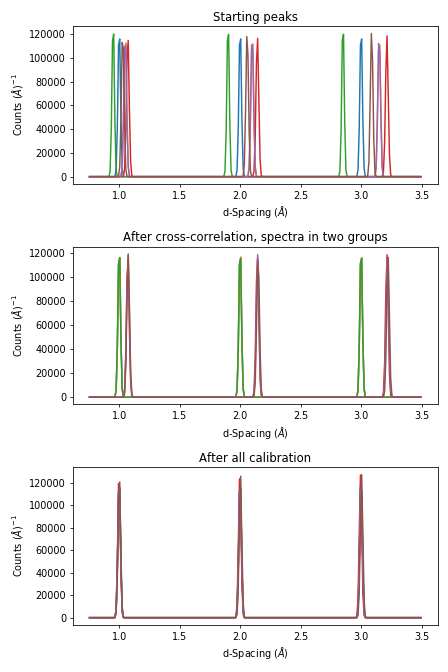 Starting peaks
120000
100000
80000
60000
40000
20000
0
Counts (Å)⁻¹
1.0 1.5 2.0 2.5 3.0 3.5
d-Spacing (Å)
After cross-correlation, spectra in two groups
120000
100000
80000
60000
40000
20000
0
Counts (Å)⁻¹
1.0 1.5 2.0 2.5 3.0 3.5
d-Spacing (Å)
After all calibration
120000
100000
80000
60000
40000
20000
0
Counts (Å)⁻¹
1.0 1.5 2.0 2.5 3.0 3.5
d-Spacing (Å)